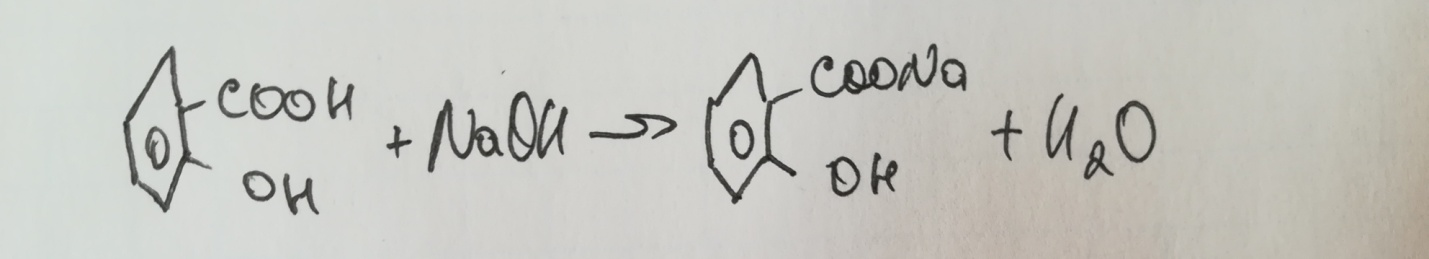 COOH + NaOH → COONa + H₂O
OH OH